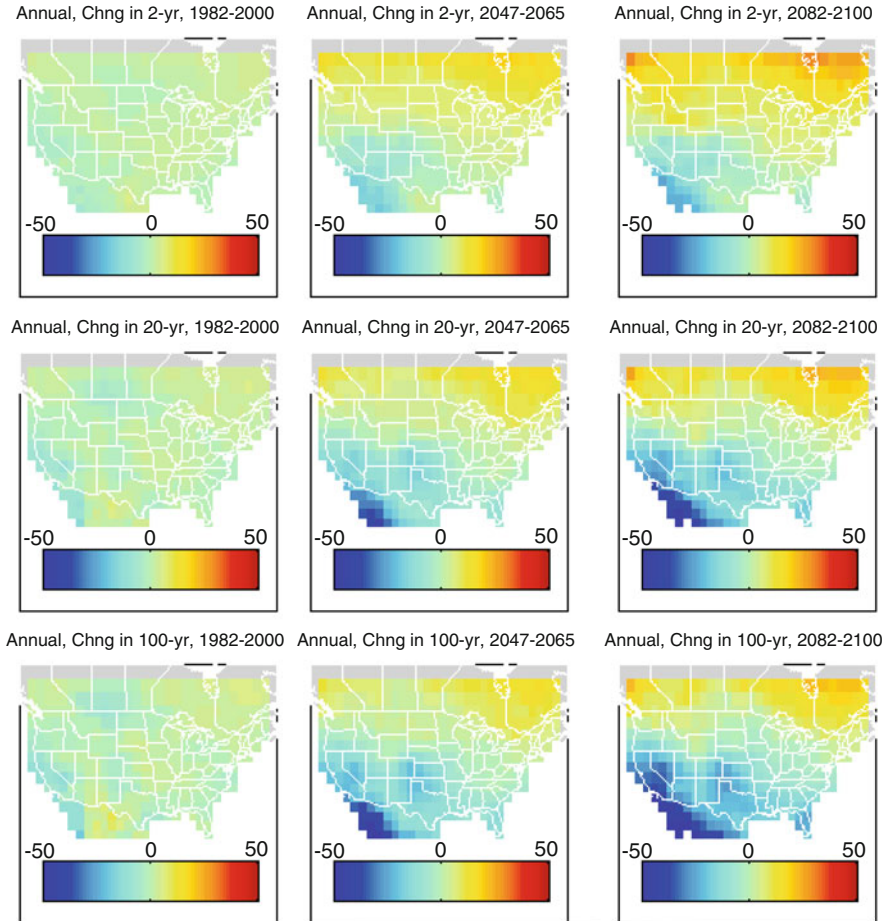 Annual, Chng in 2-yr, 1982-2000
Annual, Chng in 2-yr, 2047-2065
Annual, Chng in 2-yr, 2082-2100
-50 0 50
-50 0 50
-50 0 50
Annual, Chng in 20-yr, 1982-2000
Annual, Chng in 20-yr, 2047-2065
Annual, Chng in 20-yr, 2082-2100
-50 0 50
-50 0 50
-50 0 50
Annual, Chng in 100-yr, 1982-2000
Annual, Chng in 100-yr, 2047-2065
Annual, Chng in 100-yr, 2082-2100
-50 0 50
-50 0 50
-50 0 50